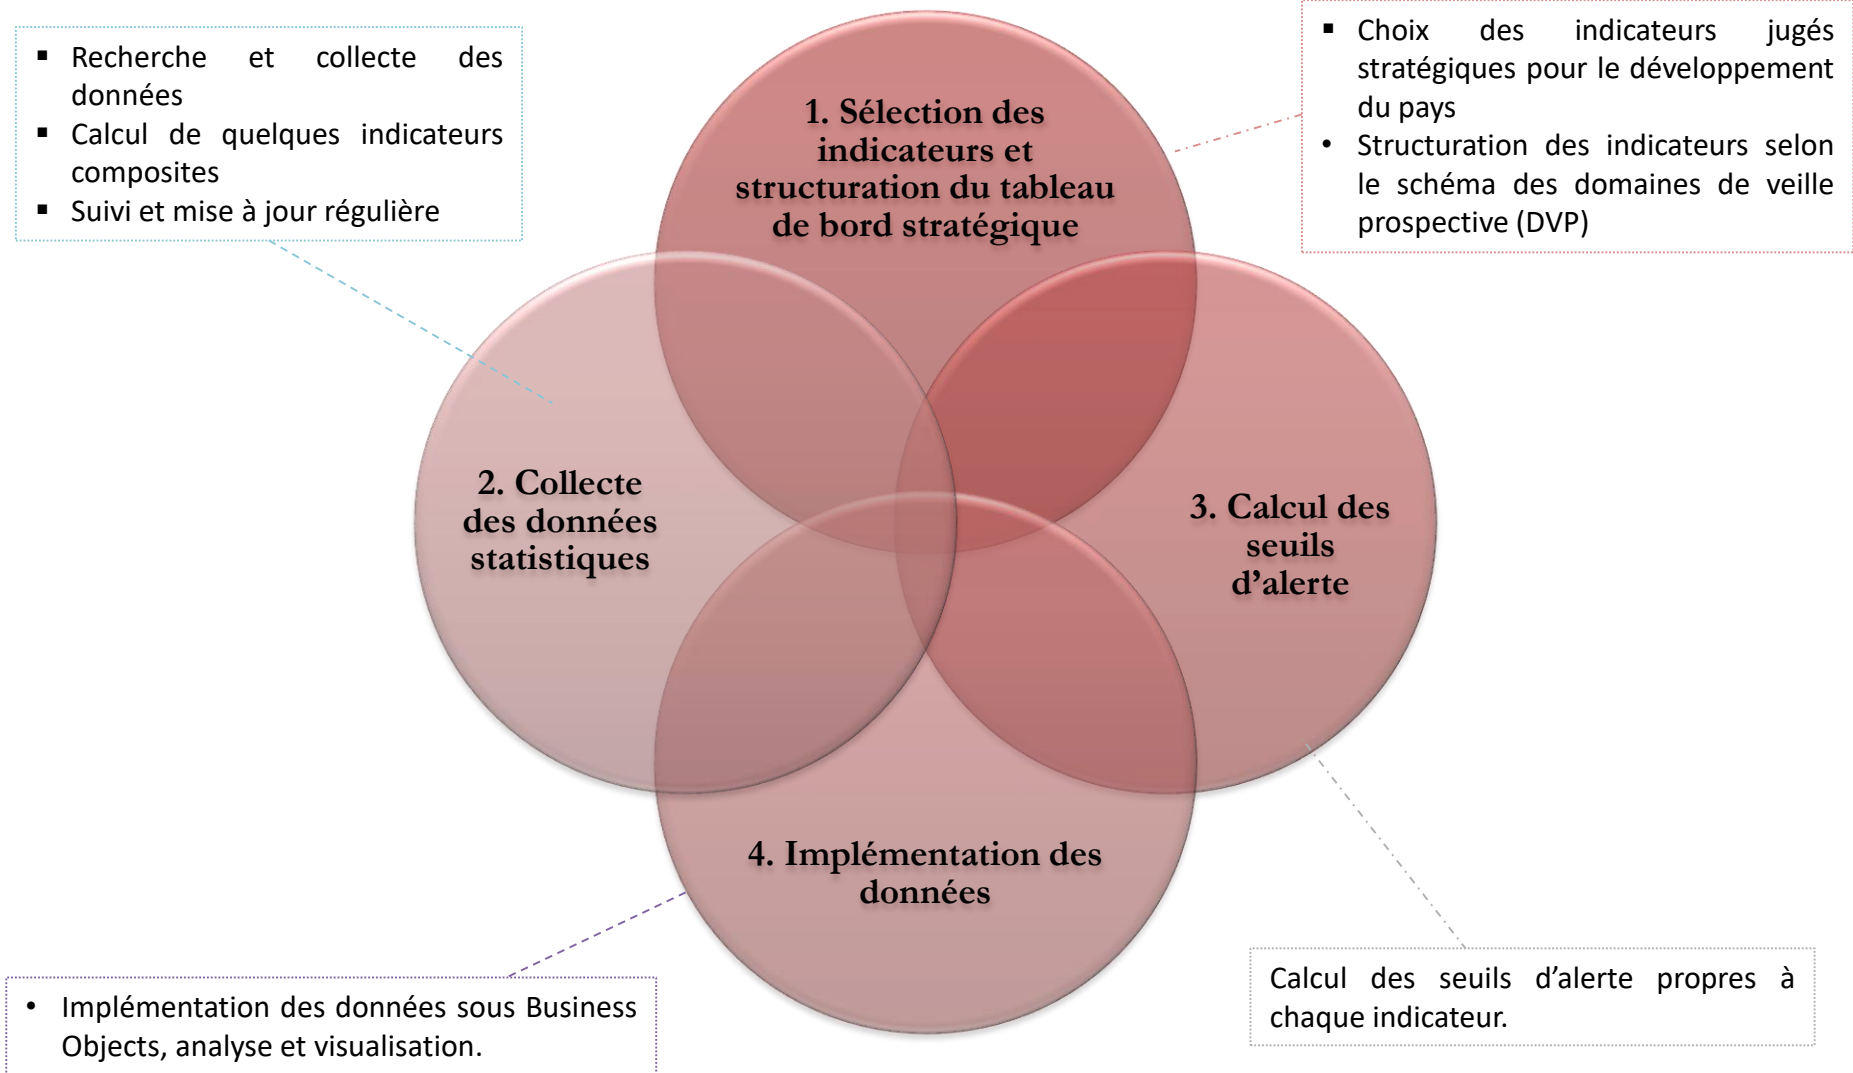 ▪ Recherche et collecte des
données
▪ Calcul de quelques indicateurs
composites
▪ Suivi et mise à jour régulière
1. Sélection des
indicateurs et
structuration du tableau
de bord stratégique
▪ Choix des indicateurs jugés
stratégiques pour le développement
du pays
• Structuration des indicateurs selon
le schéma des domaines de veille
prospective (DVP)
2. Collecte
des données
statistiques
3. Calcul des
seuils
d’alerte
4. Implémentation des
données
• Implémentation des données sous Business
Objects, analyse et visualisation.
Calcul des seuils d’alerte propres à
chaque indicateur.